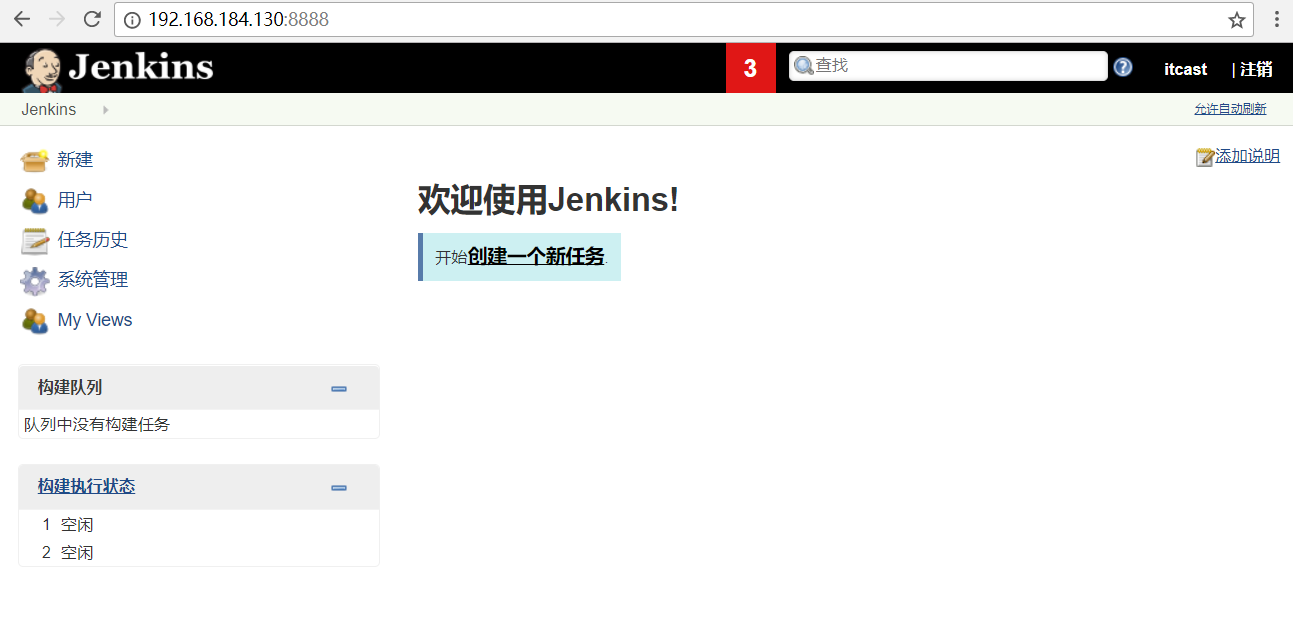 192.168.184.130:8888
Jenkins
3
查找
itcast
| 注销
Jenkins
允许自动刷新
新建
添加说明
用户
欢迎使用Jenkins!
任务历史
开始创建一个新任务.
系统管理
My Views
构建队列
队列中没有构建任务
构建执行状态
1 空闲
2 空闲